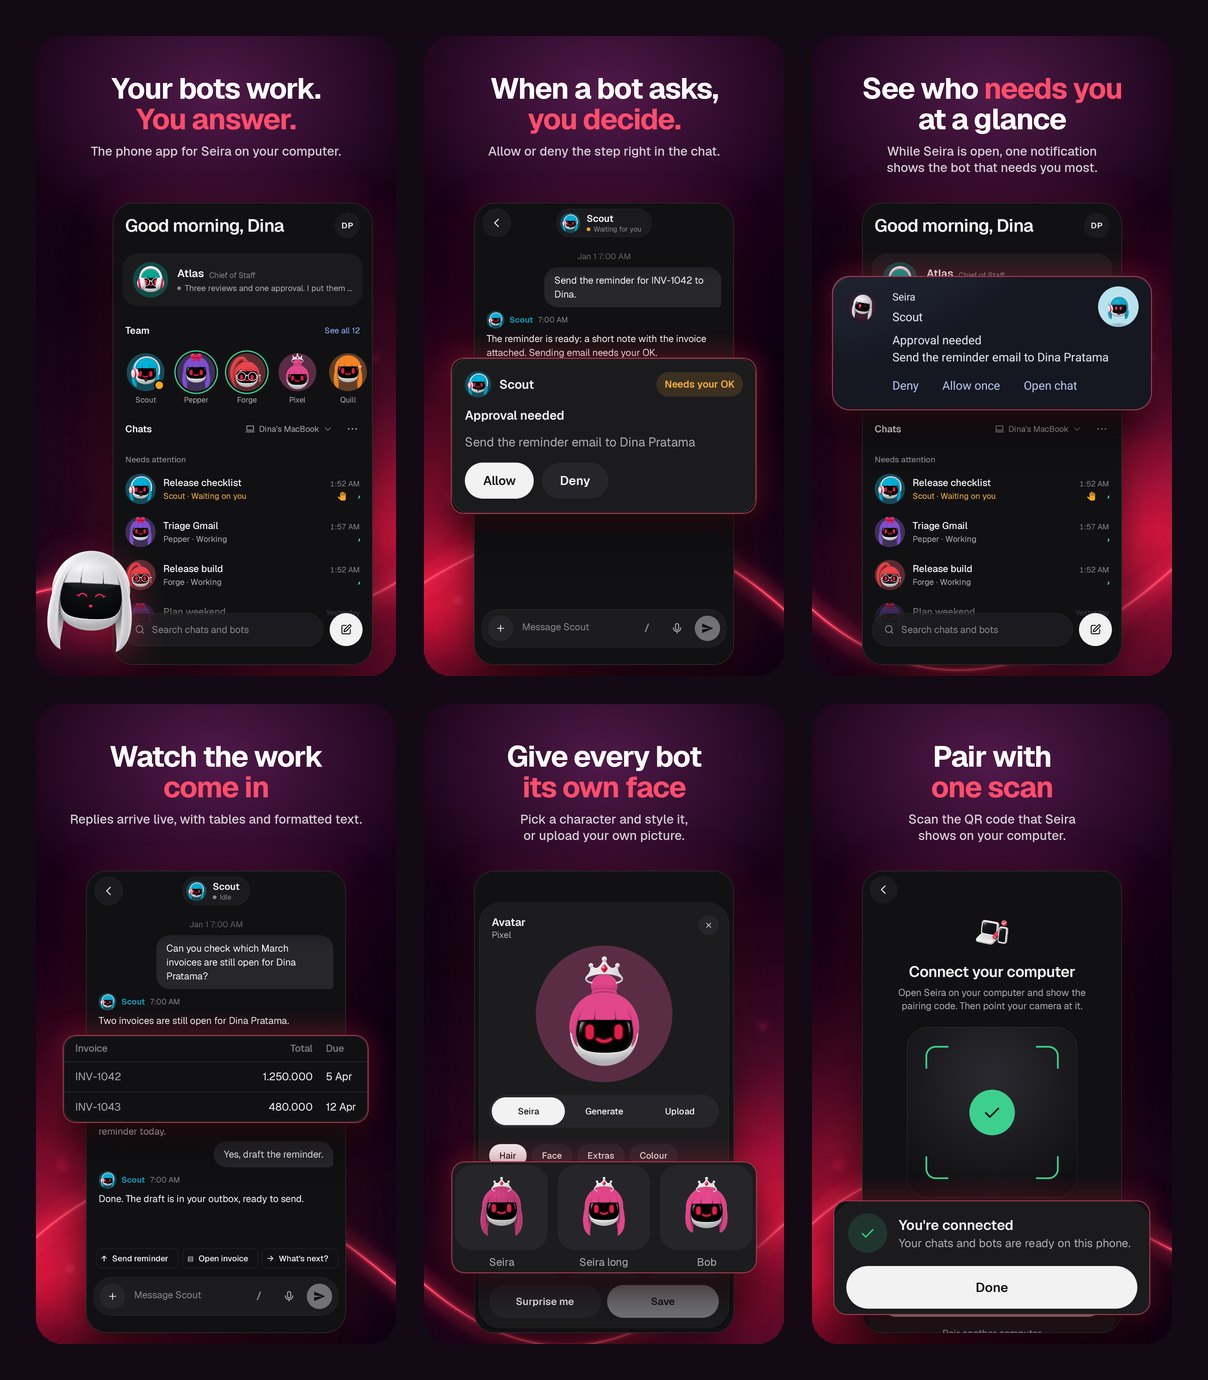 Your bots work.
You answer.
The phone app for Seira on your computer.
Good morning, Dina
DP
Atlas Chief of Staff
Three reviews and one approval. I put them ...
Team
See all 12
Scout
Pepper
Forge
Pixel
Quill
Chats
Dina's MacBook
Needs attention
Release checklist
1:52 AM
Scout · Waiting on you
Triage Gmail
1:57 AM
Pepper · Working
Release build
1:52 AM
Forge · Working
Plan weekend
Yesterday
Search chats and bots
When a bot asks,
you decide.
Allow or deny the step right in the chat.
Scout
Waiting for you
Jan 1 7:00 AM
Send the reminder for INV-1042 to
Dina.
Scout 7:00 AM
The reminder is ready: a short note with the invoice
attached. Sending email needs your OK.
Scout
Needs your OK
Approval needed
Send the reminder email to Dina Pratama
Allow
Deny
Message Scout
/
See who needs you
at a glance
While Seira is open, one notification
shows the bot that needs you most.
Good morning, Dina
DP
Atlas Chief of Staff
Seira
Scout
Approval needed
Send the reminder email to Dina Pratama
Deny
Allow once
Open chat
Chats
Dina's MacBook
Needs attention
Release checklist
1:52 AM
Scout · Waiting on you
Triage Gmail
1:57 AM
Pepper · Working
Release build
1:52 AM
Forge · Working
Plan weekend
Yesterday
Search chats and bots
Watch the work
come in
Replies arrive live, with tables and formatted text.
Scout
Idle
Jan 1 7:00 AM
Can you check which March
invoices are still open for Dina
Pratama?
Scout 7:00 AM
Two invoices are still open for Dina Pratama.
Invoice Total Due
INV-1042 1.250.000 5 Apr
INV-1043 480.000 12 Apr
reminder today.
Yes, draft the reminder.
Scout 7:00 AM
Done. The draft is in your outbox, ready to send.
Send reminder
Open invoice
What's next?
Message Scout
/
Give every bot
its own face
Pick a character and style it,
or upload your own picture.
Avatar
Pixel
Seira
Generate
Upload
Hair
Face
Extras
Colour
Seira
Seira long
Bob
Surprise me
Save
Pair with
one scan
Scan the QR code that Seira
shows on your computer.
Connect your computer
Open Seira on your computer and show the
pairing code. Then point your camera at it.
You're connected
Your chats and bots are ready on this phone.
Done
Pair another computer